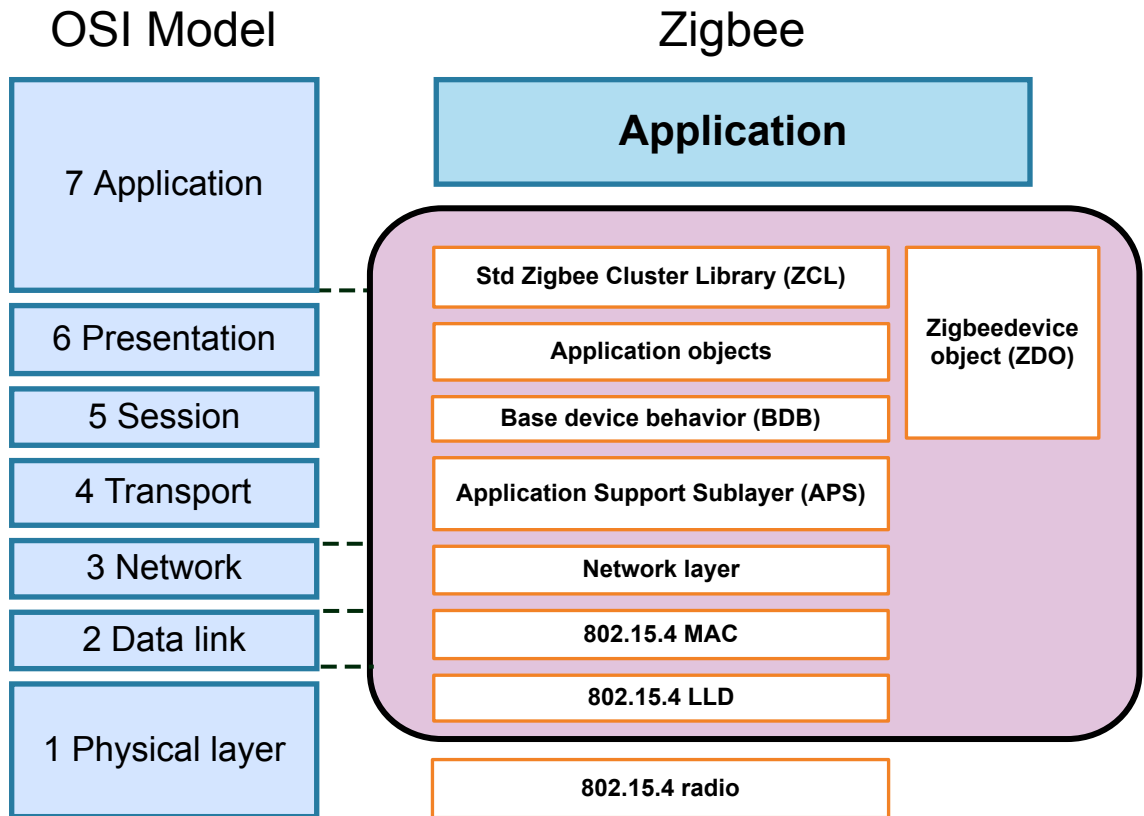 OSI Model
Zigbee
7 Application
6 Presentation
5 Session
4 Transport
3 Network
2 Data link
1 Physical layer
Application
Std Zigbee Cluster Library (ZCL)
Application objects
Base device behavior (BDB)
Application Support Sublayer (APS)
Network layer
802.15.4 MAC
802.15.4 LLD
802.15.4 radio
Zigbeedevice
object (ZDO)